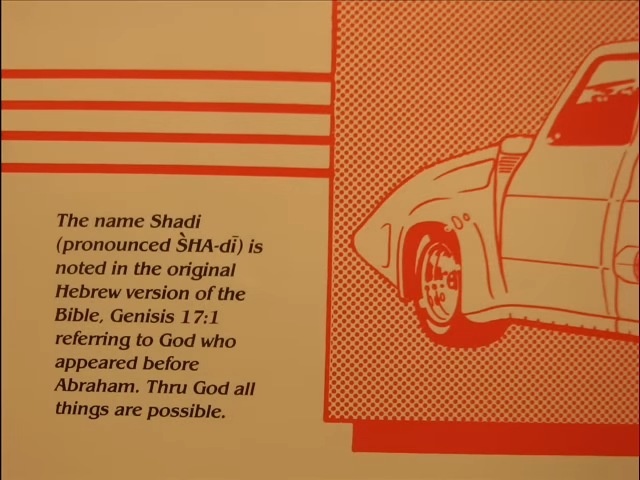 The name Shadi
(pronounced S̀HA-dī) is
noted in the original
Hebrew version of the
Bible, Genisis 17:1
referring to God who
appeared before
Abraham. Thru God all
things are possible.